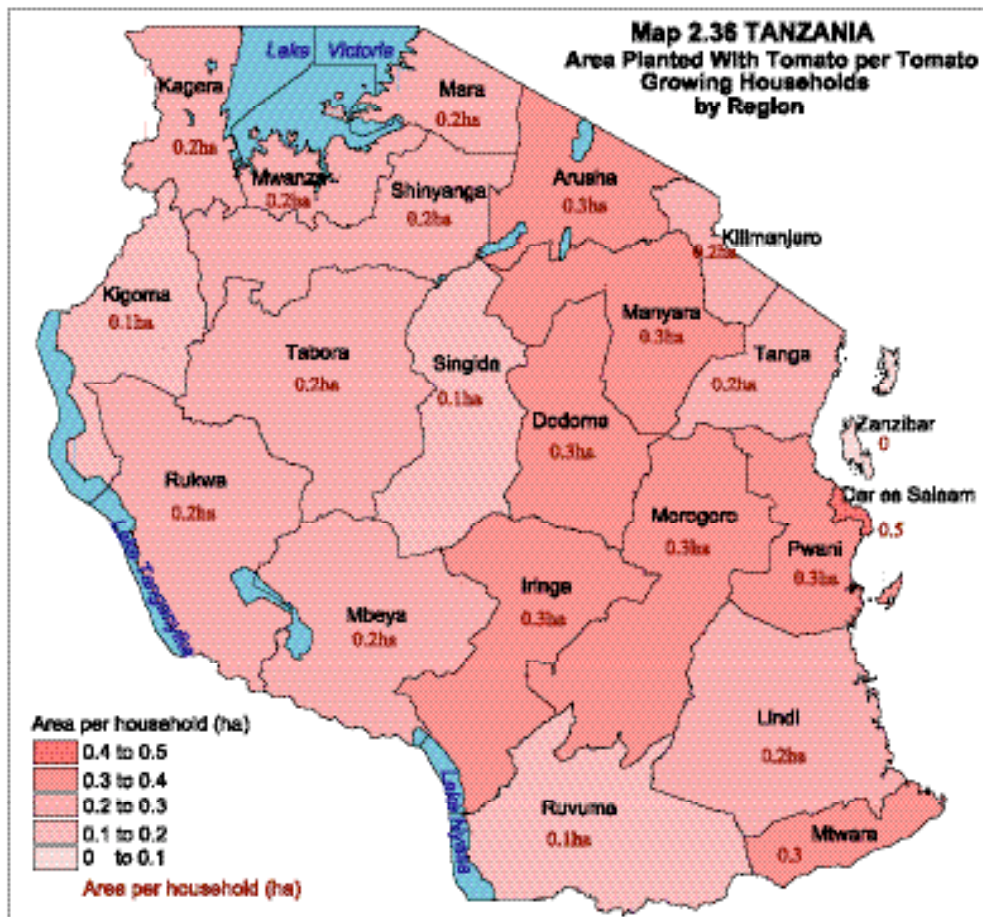 Map 2.36 TANZANIA
Area Planted With Tomato per Tomato
Growing Households
by Region
Lake Victoria
Kagera
0.2ha
Mara
0.2ha
Mwanza
0.2ha
Shinyanga
0.2ha
Arusha
0.3ha
Kilimanjaro
0.2ha
Kigoma
0.1ha
Tabora
0.2ha
Singida
0.1ha
Manyara
0.3ha
Tanga
0.2ha
Dodoma
0.3ha
Zanzibar
0
Rukwa
0.2ha
Dar es Salaam
0.5
Morogoro
0.3ha
Pwani
0.3ha
Lake Tanganyika
Mbeya
0.2ha
Iringa
0.3ha
Lindi
0.2ha
Lake Nyasa
Ruvuma
0.1ha
Mtwara
0.3
Area per household (ha)
0.4 to 0.5
0.3 to 0.4
0.2 to 0.3
0.1 to 0.2
0 to 0.1
Area per household (ha)